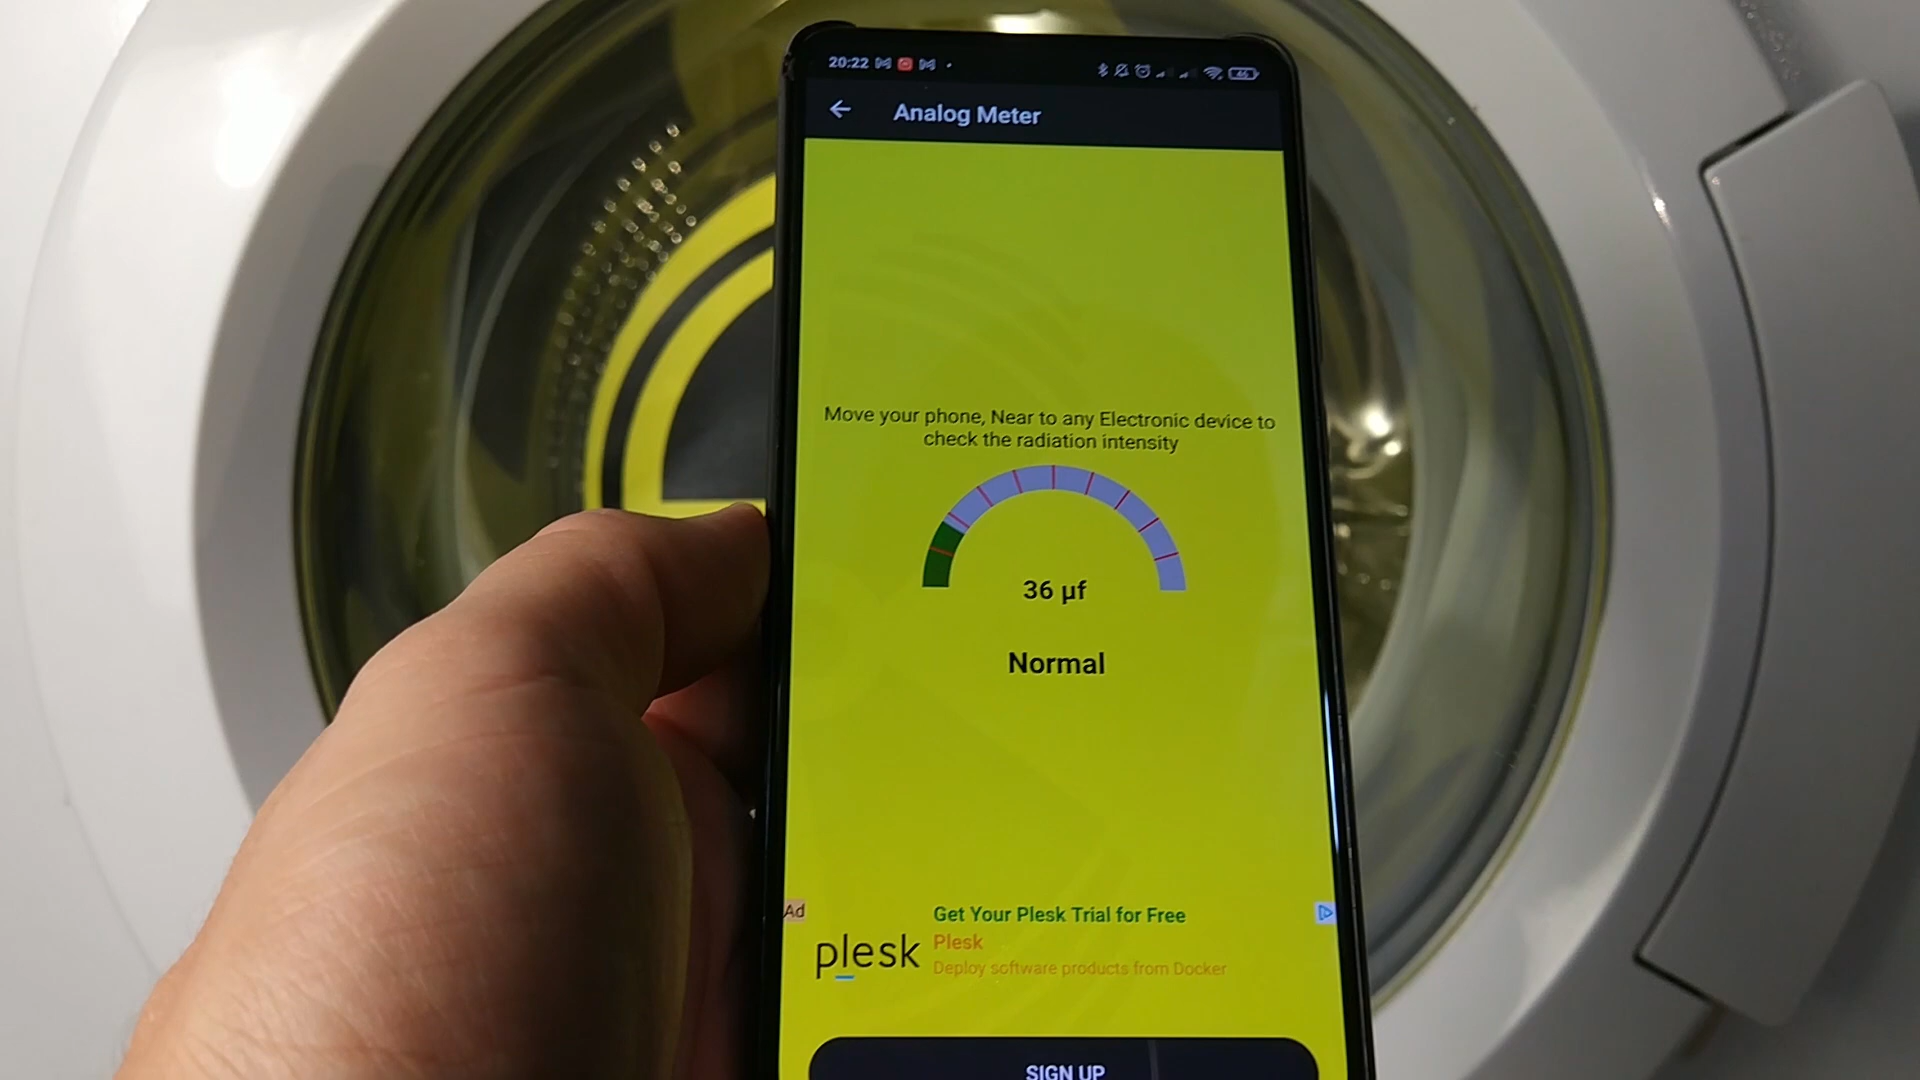 20:22
46
Analog Meter
Move your phone, Near to any Electronic device to
check the radiation intensity
36 µf
Normal
Ad
Get Your Plesk Trial for Free
plesk
Plesk
Deploy software products from Docker
SIGN UP